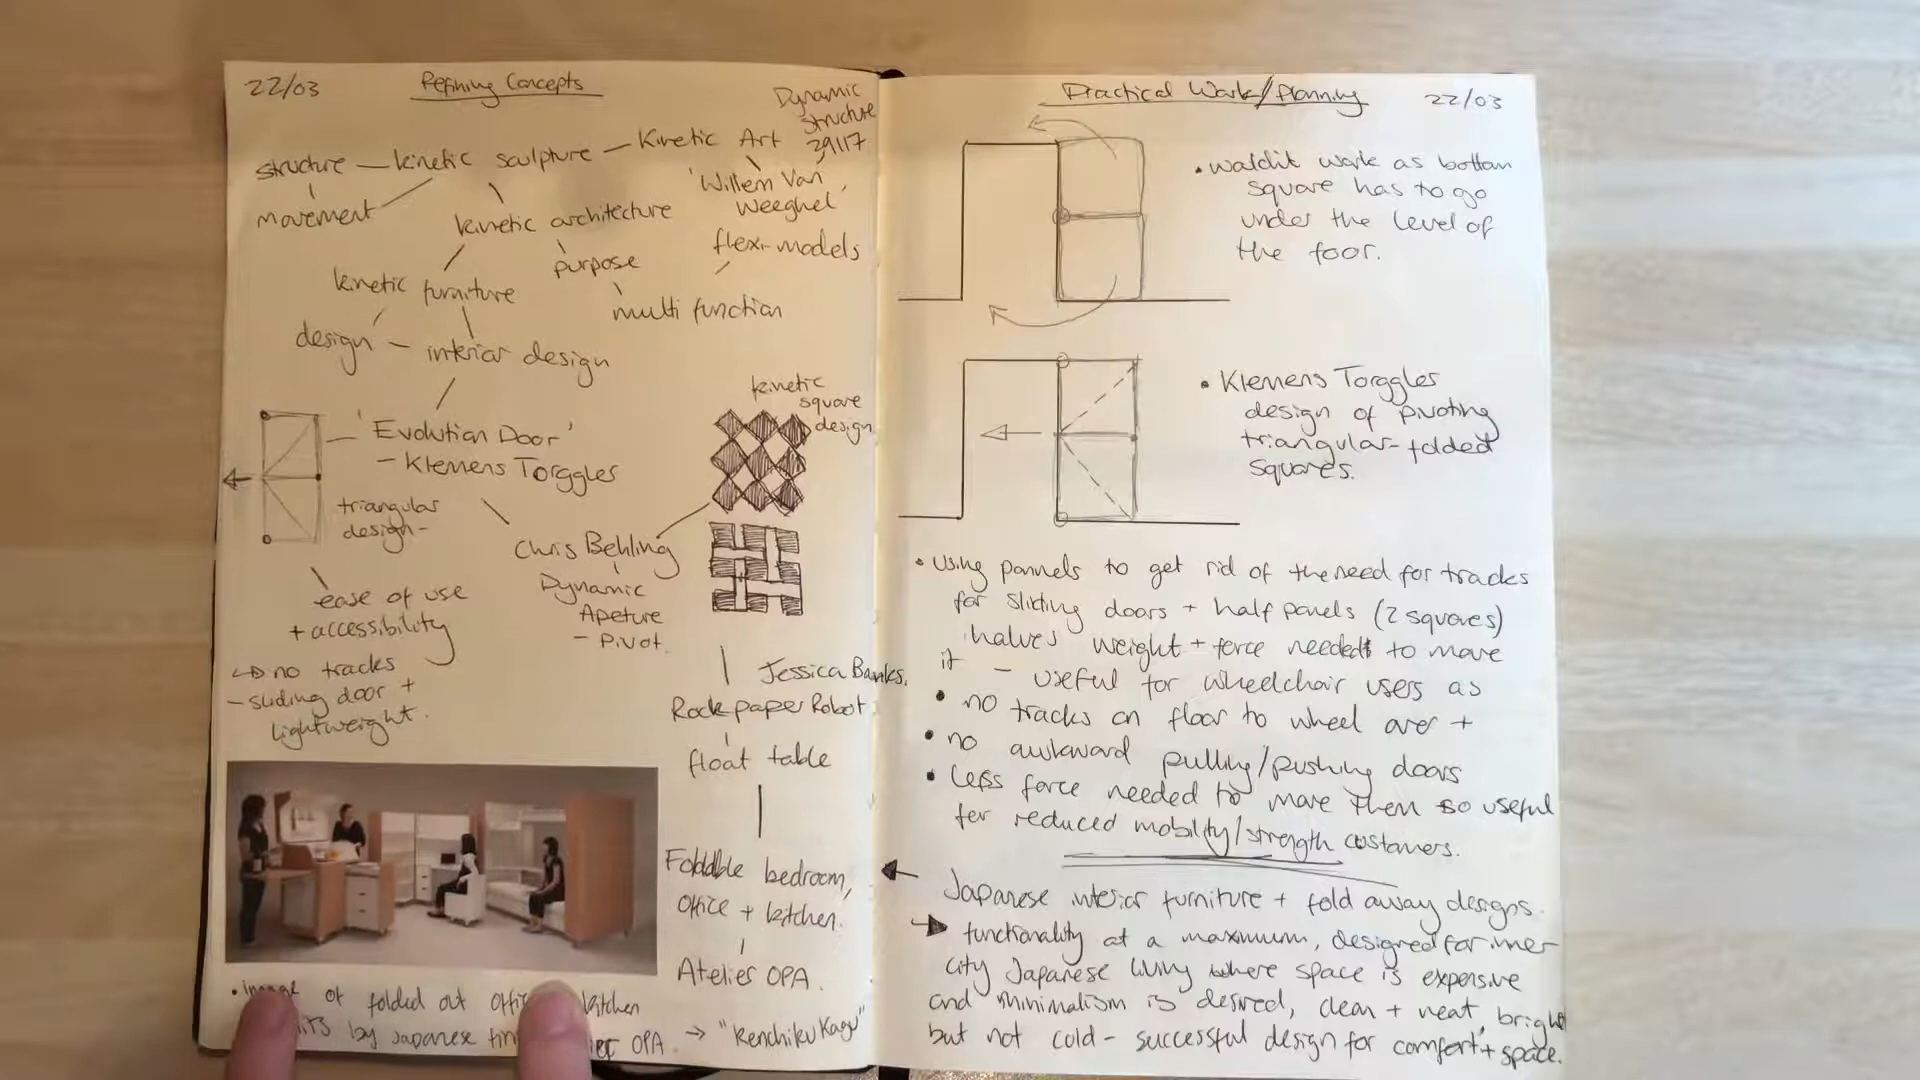 22/03
Refining Concepts
Dynamic
Structure
29117
structure — kinetic sculpture — Kinetic Art
movement
'Willem Van
Weeghel'
kinetic architecture
flexi-models
purpose
kinetic furniture
multi function
design — interior design
kinetic
square
design
'Evolution Door'
- Klemens Torggler
triangular
design-
Chris Behling
Dynamic
Apeture
- Pivot.
ease of use
+ accessibility
↳ no tracks
- sliding door +
lightweight.
Jessica Banks.
Rock paper Robot
float table
Foldable bedroom,
office + kitchen.
Atelier OPA.
• image of folded out kitchen
by Japanese OPA. → "Kenchiku Kagu"
Practical Work/Planning
22/03
• wouldnt work as bottom
square has to go
under the level of
the floor.
• Klemens Torggles
design of pivoting
triangular-folded
squares.
• Using pannels to get rid of the need for tracks
for sliding doors + half panels (2 squares)
halves weight + force needed to move
it - useful for wheelchair users as
• no tracks on floor to wheel over +
• no awkward pulling/pushing doors
• Less force needed to move them so useful
for reduced mobility/strength customers.
Japanese interior furniture + fold away designs.
functionality at a maximum, designed for inner
city Japanese living where space is expensive
and minimalism is desired, clean + neat, bright
but not cold - successful design for comfort + space.